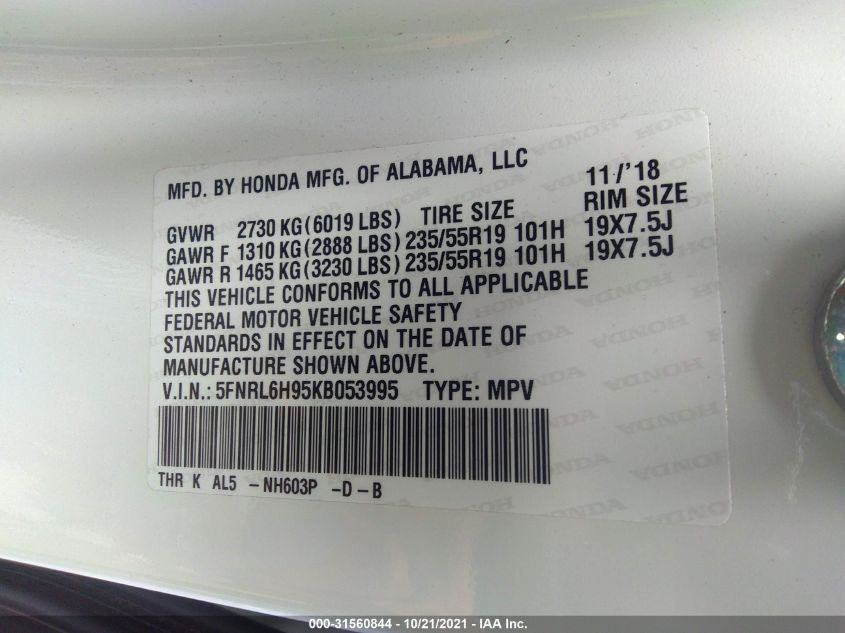 MFD. BY HONDA MFG. OF ALABAMA, LLC 11/'18
GVWR 2730 KG (6019 LBS) TIRE SIZE RIM SIZE
GAWR F 1310 KG (2888 LBS) 235/55R19 101H 19X7.5J
GAWR R 1465 KG (3230 LBS) 235/55R19 101H 19X7.5J
THIS VEHICLE CONFORMS TO ALL APPLICABLE
FEDERAL MOTOR VEHICLE SAFETY
STANDARDS IN EFFECT ON THE DATE OF
MANUFACTURE SHOWN ABOVE.
V.I.N.: 5FNRL6H95KB053995 TYPE: MPV
THR K AL5 -NH603P -D-B
000-31560844 - 10/21/2021 - IAA Inc.